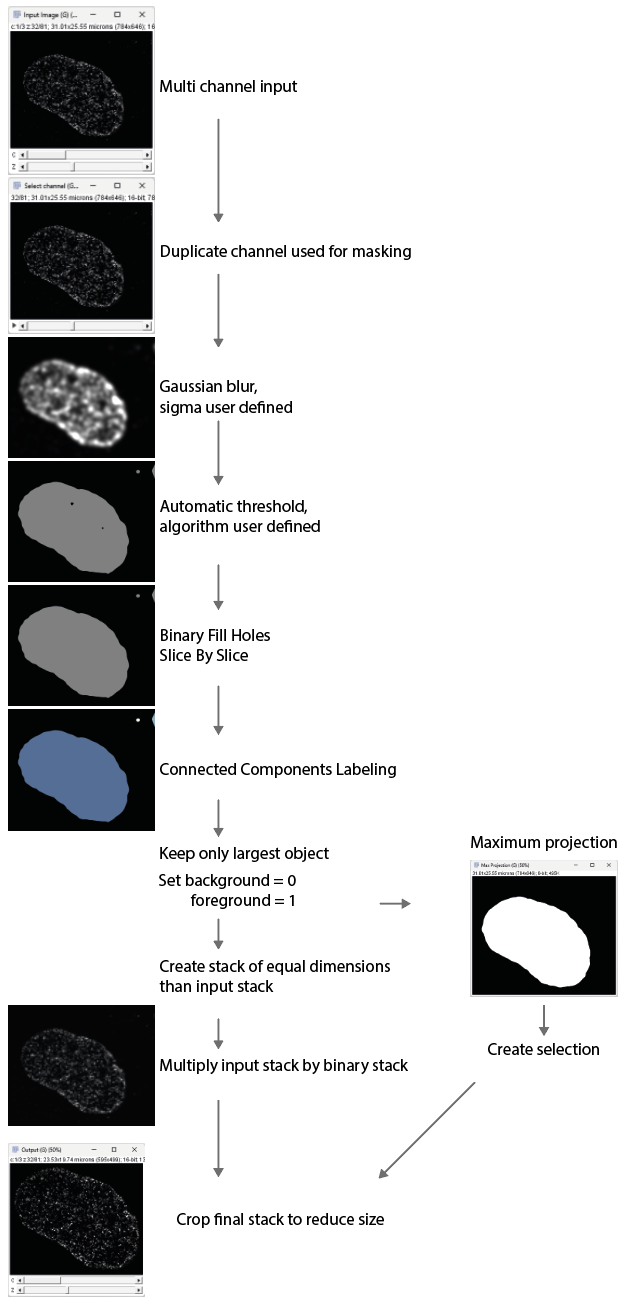 Input Image (G) (...
c:1/3 z:32/81; 31.01x25.55 microns (784x646); 16
C
Z
Multi channel input
Select channel (G...
32/81; 31.01x25.55 microns (784x646); 16-bit; 78
Duplicate channel used for masking
Gaussian blur,
sigma user defined
Automatic threshold,
algorithm user defined
Binary Fill Holes
Slice By Slice
Connected Components Labeling
Keep only largest object
Set background = 0
foreground = 1
Maximum projection
Max Projection (G) (50%)
31.01x25.55 microns (784x646); 8-bit;
Create selection
Create stack of equal dimensions
than input stack
Multiply input stack by binary stack
Output (G) (50%)
c:1/3 z:32/81; 23.53x19.74 microns (595x499); 16-bit; 13
C
Z
Crop final stack to reduce size